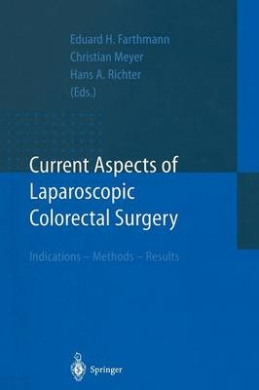 Eduard H. Farthmann
Christian Meyer
Hans A. Richter
(Eds.)
Current Aspects of
Laparoscopic
Colorectal Surgery
Indications – Methods – Results
Springer